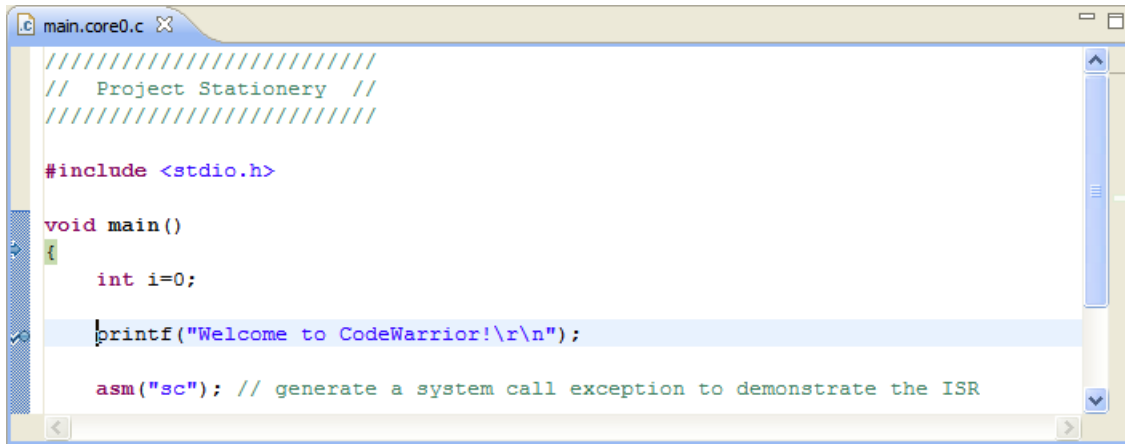 .c main.core0.c
//////////////////////////
//  Project Stationery  //
//////////////////////////
#include <stdio.h>
void main()
{
    int i=0;
    printf("Welcome to CodeWarrior!\r\n");
    asm("sc"); // generate a system call exception to demonstrate the ISR